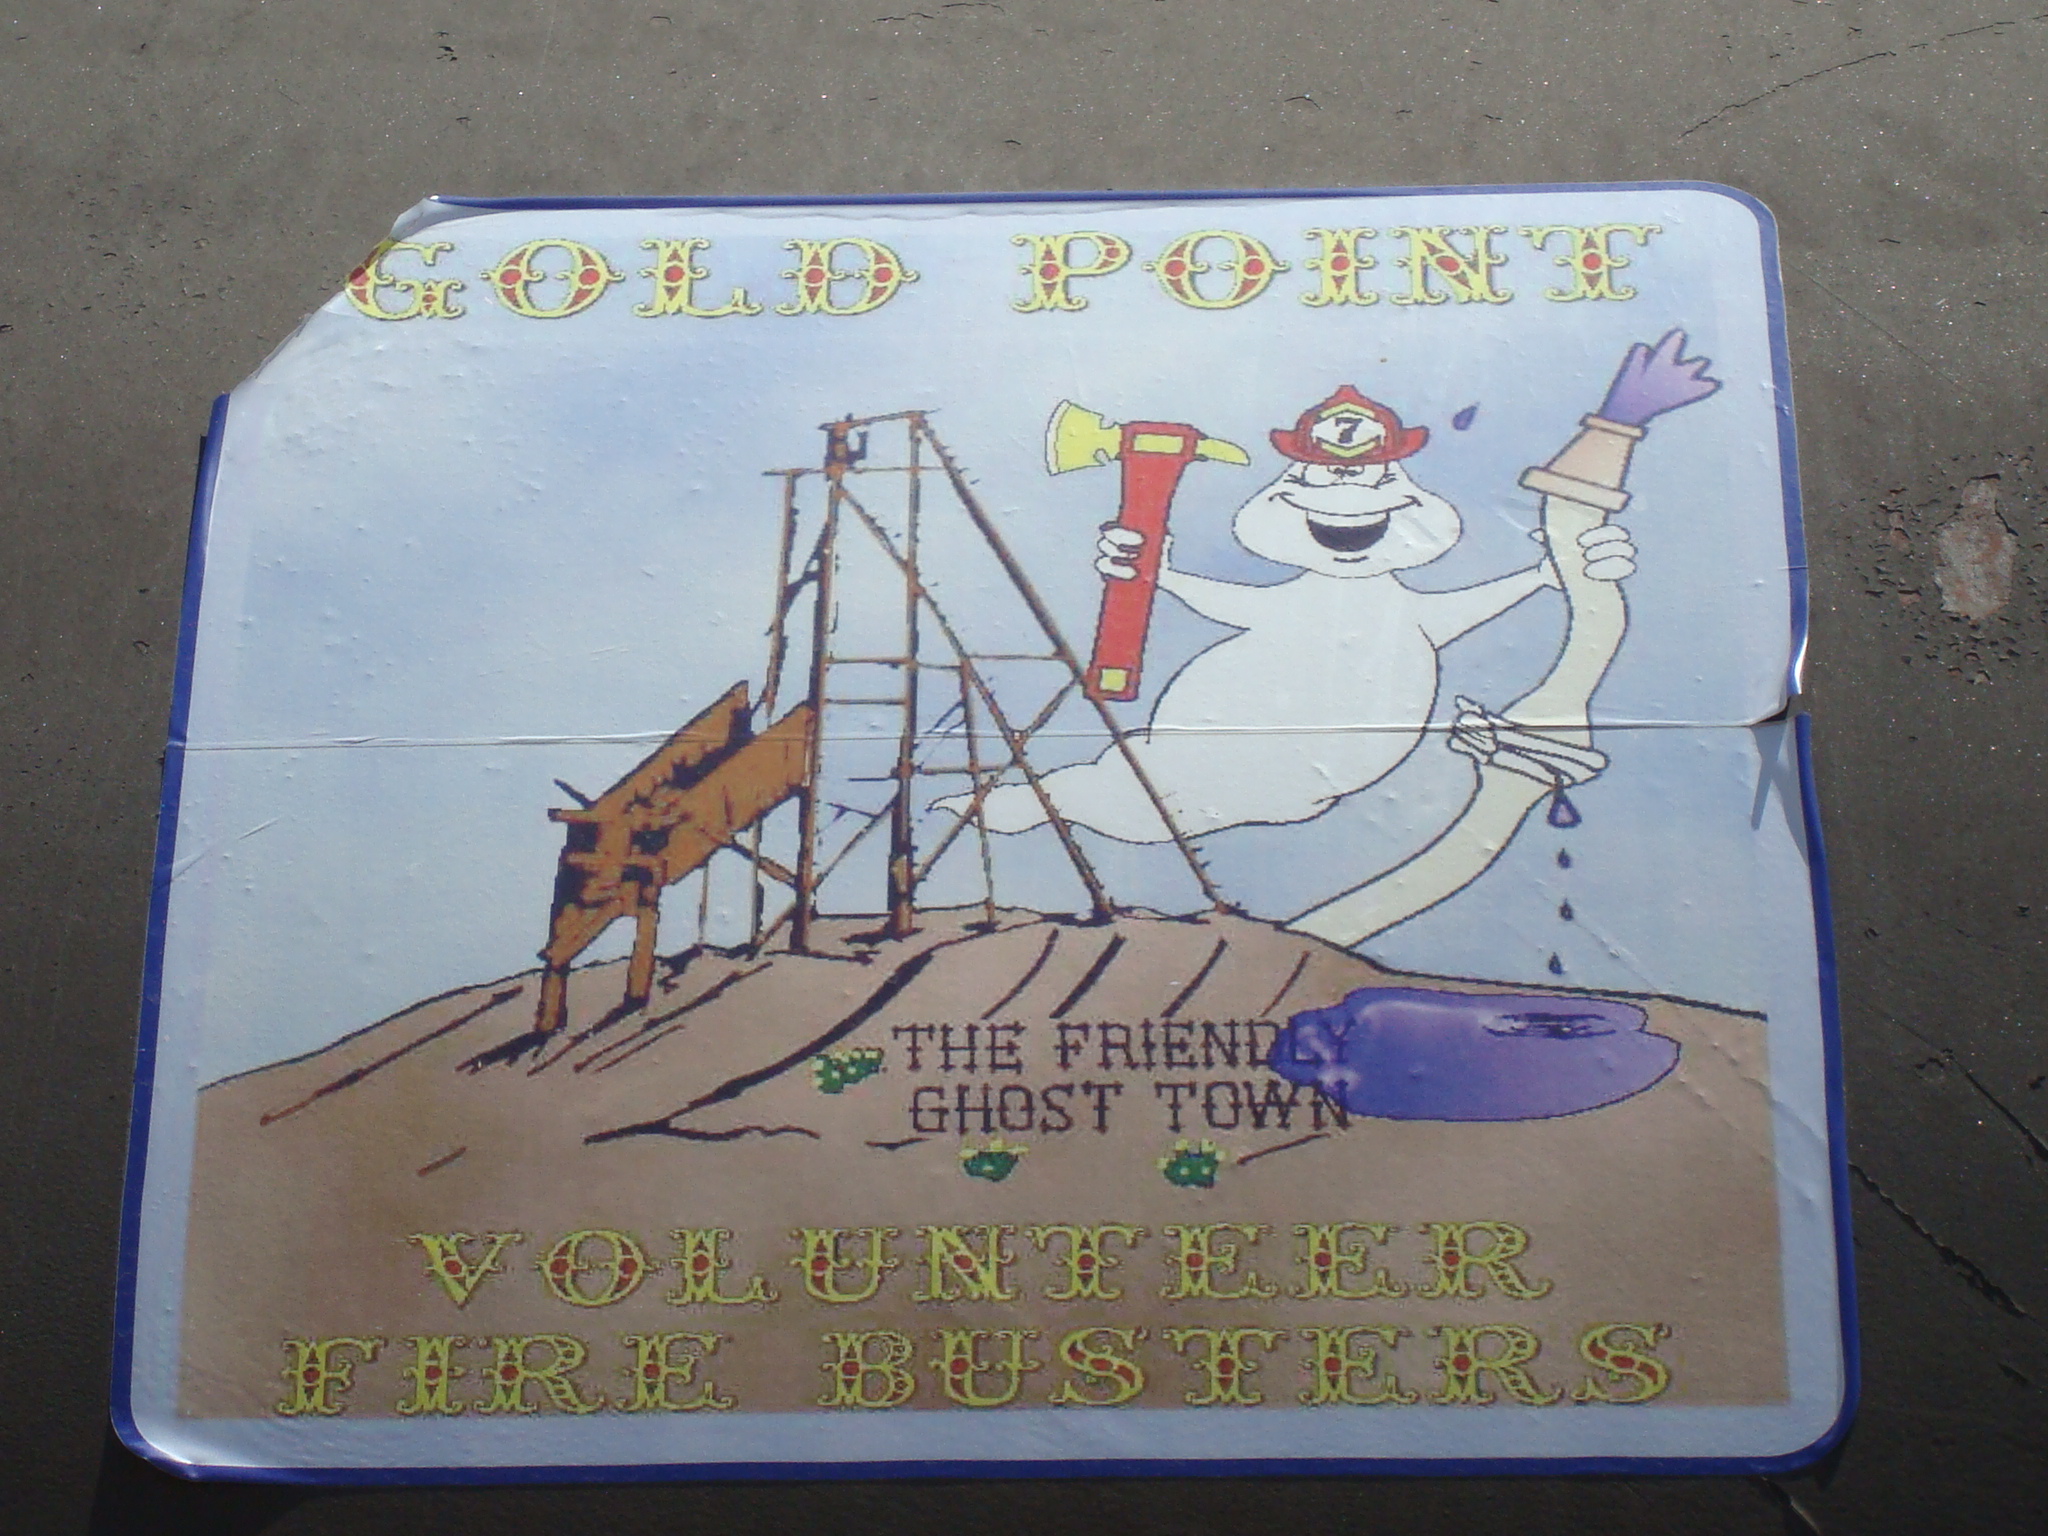 GOLD POINT
7
THE FRIENDLY
GHOST TOWN
VOLUNTEER
FIRE BUSTERS